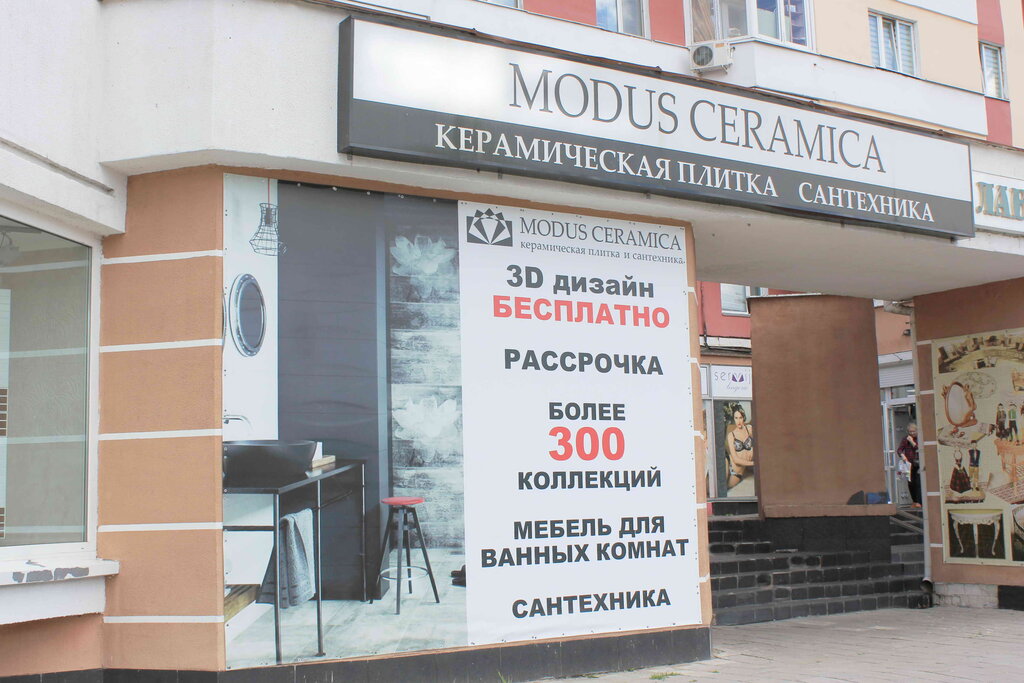 MODUS CERAMICA
КЕРАМИЧЕСКАЯ ПЛИТКА САНТЕХНИКА
MODUS CERAMICA
керамическая плитка и сантехника
3D дизайн
БЕСПЛАТНО
РАССРОЧКА
БОЛЕЕ
300
КОЛЛЕКЦИЙ
МЕБЕЛЬ ДЛЯ
ВАННЫХ КОМНАТ
САНТЕХНИКА